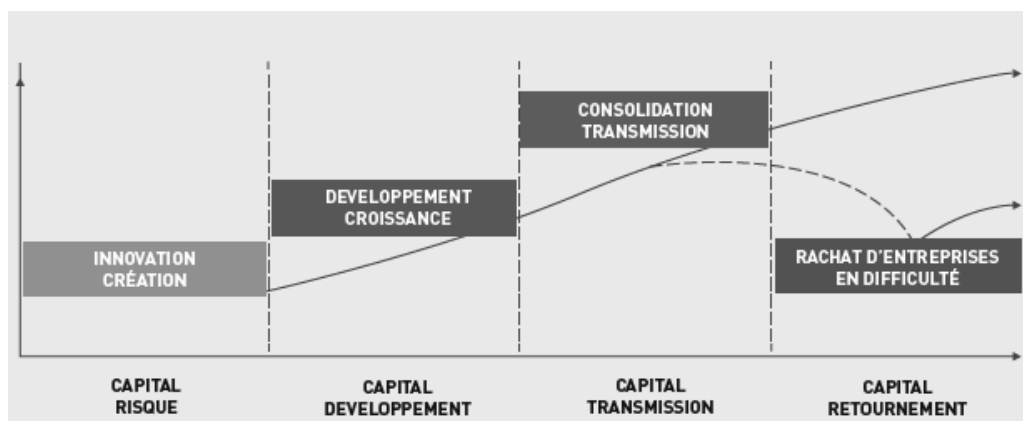 CONSOLIDATION
TRANSMISSION
DEVELOPPEMENT
CROISSANCE
INNOVATION
CRÉATION
RACHAT D'ENTREPRISES
EN DIFFICULTÉ
CAPITAL
RISQUE
CAPITAL
DEVELOPPEMENT
CAPITAL
TRANSMISSION
CAPITAL
RETOURNEMENT